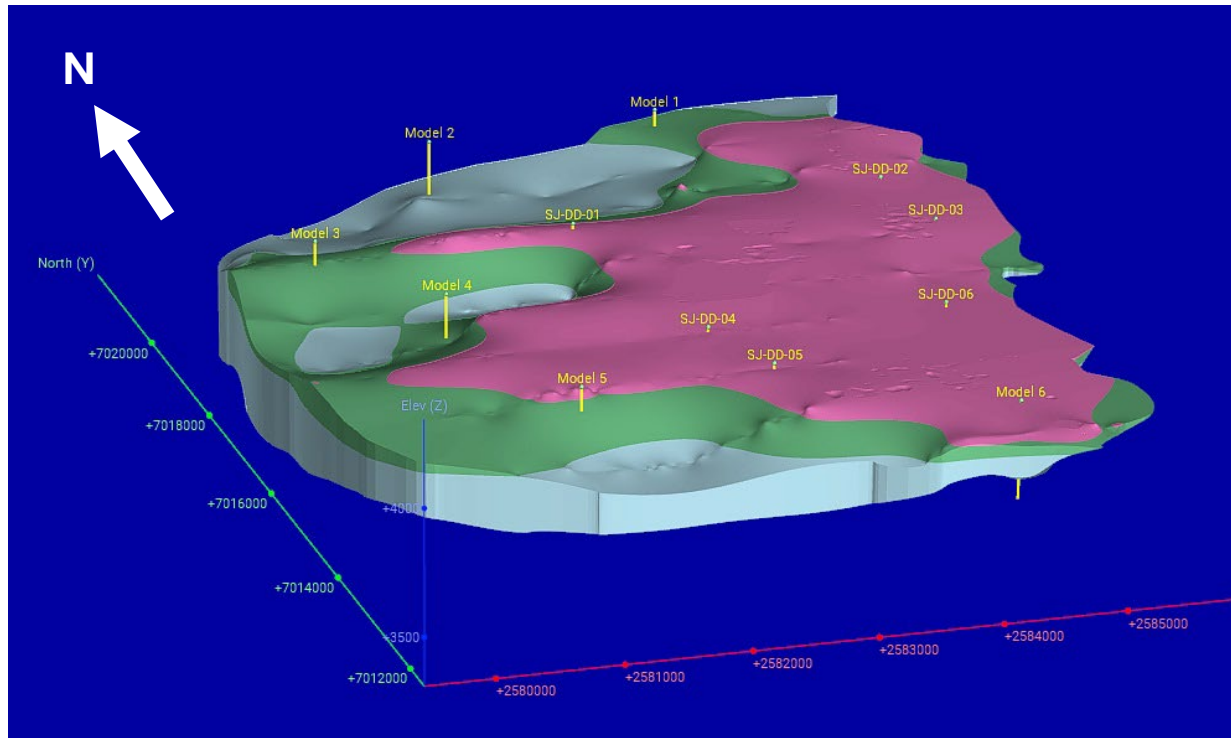 N
Model 1
Model 2
SJ-DD-02
SJ-DD-03
SJ-DD-01
Model 3
North (Y)
Model 4
SJ-DD-06
SJ-DD-04
+7020000
SJ-DD-05
Model 5
Model 6
Elev (Z)
+7018000
+7016000
+4000
+7014000
+3500
+7012000
+2580000
+2581000
+2582000
+2583000
+2584000
+2585000